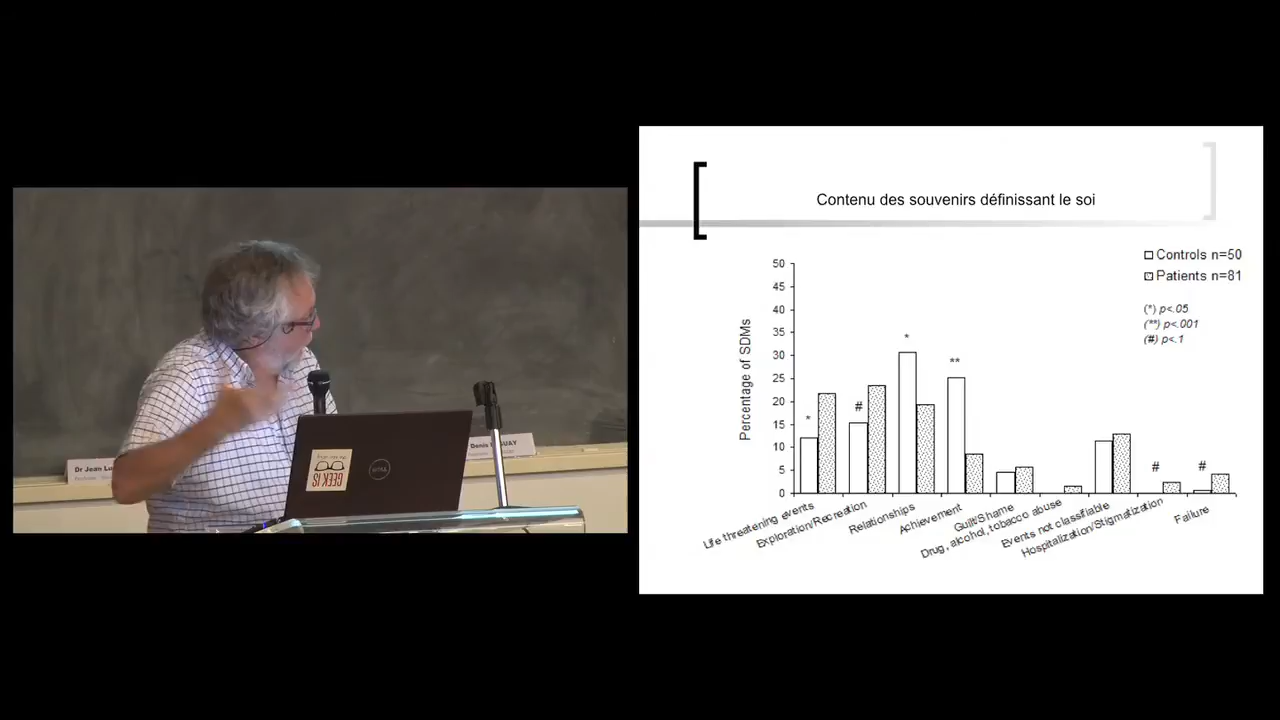 Contenu des souvenirs définissant le soi
Controls n=50
Patients n=81
(*) p<.05
(**) p<.001
(#) p<.1
Percentage of SDMs
50
45
40
35
30
25
20
15
10
5
0
*
#
*
**
#
#
Life threatening events
Exploration/Recreation
Relationships
Achievement
Guilt/Shame
Drug, alcohol, tobacco abuse
Events not classifiable
Hospitalization/Stigmatization
Failure
Dr Jean
Denis
GEEK IS
DELL